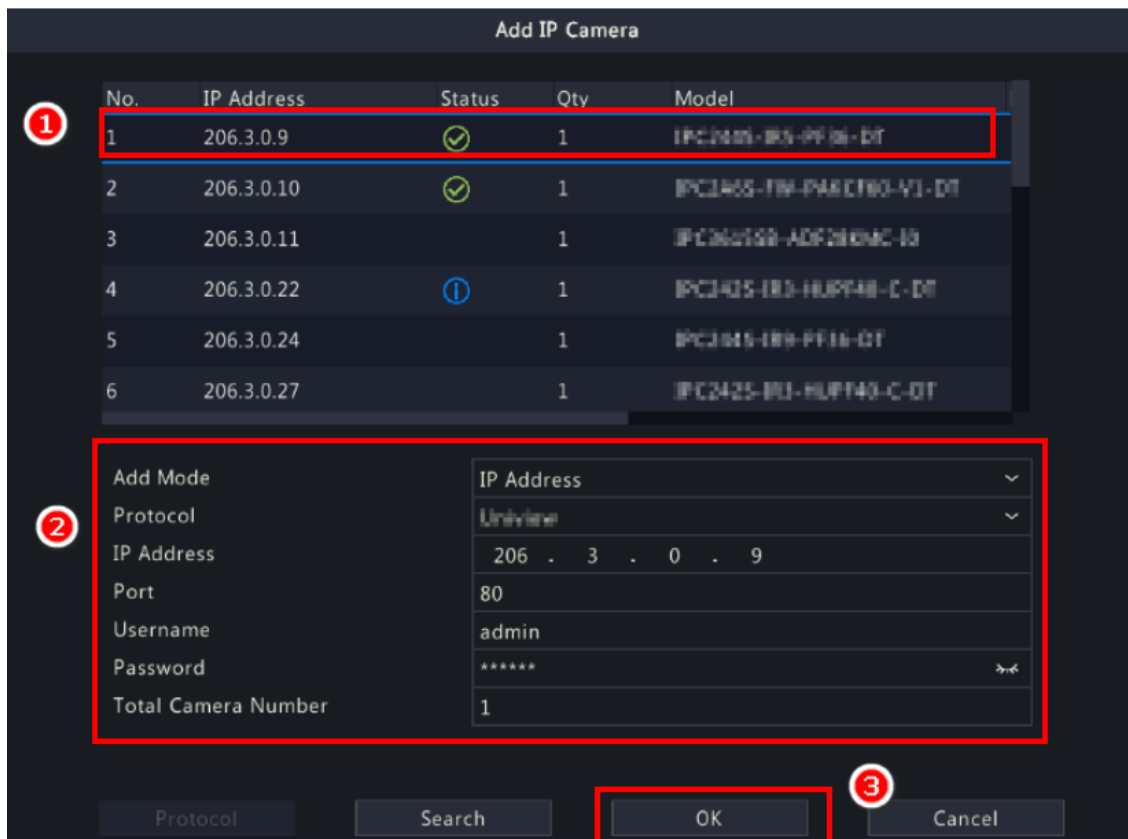 Add IP Camera
No. IP Address Status Qty Model
1
1 206.3.0.9 1
2 206.3.0.10 1
3 206.3.0.11 1
4 206.3.0.22 1
5 206.3.0.24 1
6 206.3.0.27 1
Add Mode IP Address
2
Protocol
IP Address 206 . 3 . 0 . 9
Port 80
Username admin
Password ******
Total Camera Number 1
3
Protocol Search OK Cancel